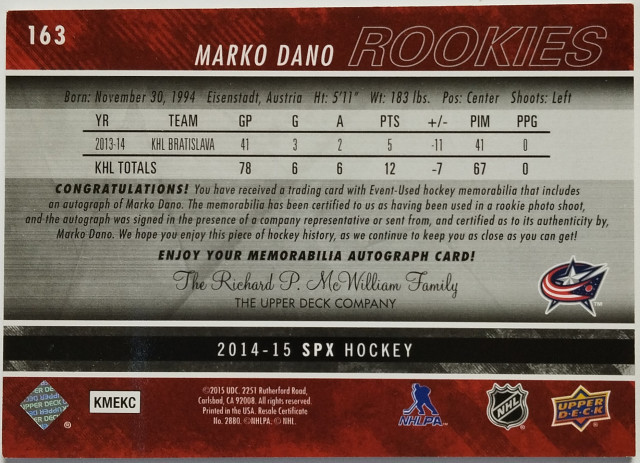 163
MARKO DANO ROOKIES
Born: November 30, 1994 Eisenstadt, Austria Ht: 5'11" Wt: 183 lbs. Pos: Center Shoots: Left
YR TEAM GP G A PTS +/- PIM PPG
2013-14 KHL BRATISLAVA 41 3 2 5 -11 41 0
KHL TOTALS 78 6 6 12 -7 67 0
CONGRATULATIONS! You have received a trading card with Event-Used hockey memorabilia that includes
an autograph of Marko Dano. The memorabilia has been certified to us as having been used in a rookie photo shoot,
and the autograph was signed in the presence of a company representative or sent from, and certified as to its authenticity by,
Marko Dano. We hope you enjoy this piece of hockey history, as we continue to keep you as close as you can get!
ENJOY YOUR MEMORABILIA AUTOGRAPH CARD!
The Richard P. McWilliam Family
THE UPPER DECK COMPANY
TM
2014-15 SPX HOCKEY
UPPER DECK
®
KMEKC
©2015 UDC. 2251 Rutherford Road,
Carlsbad, CA 92008. All rights reserved.
Printed in the USA. Resale Certificate
No. 2880. ©NHLPA. © NHL.
NHLPA
NHL
UPPER
DECK